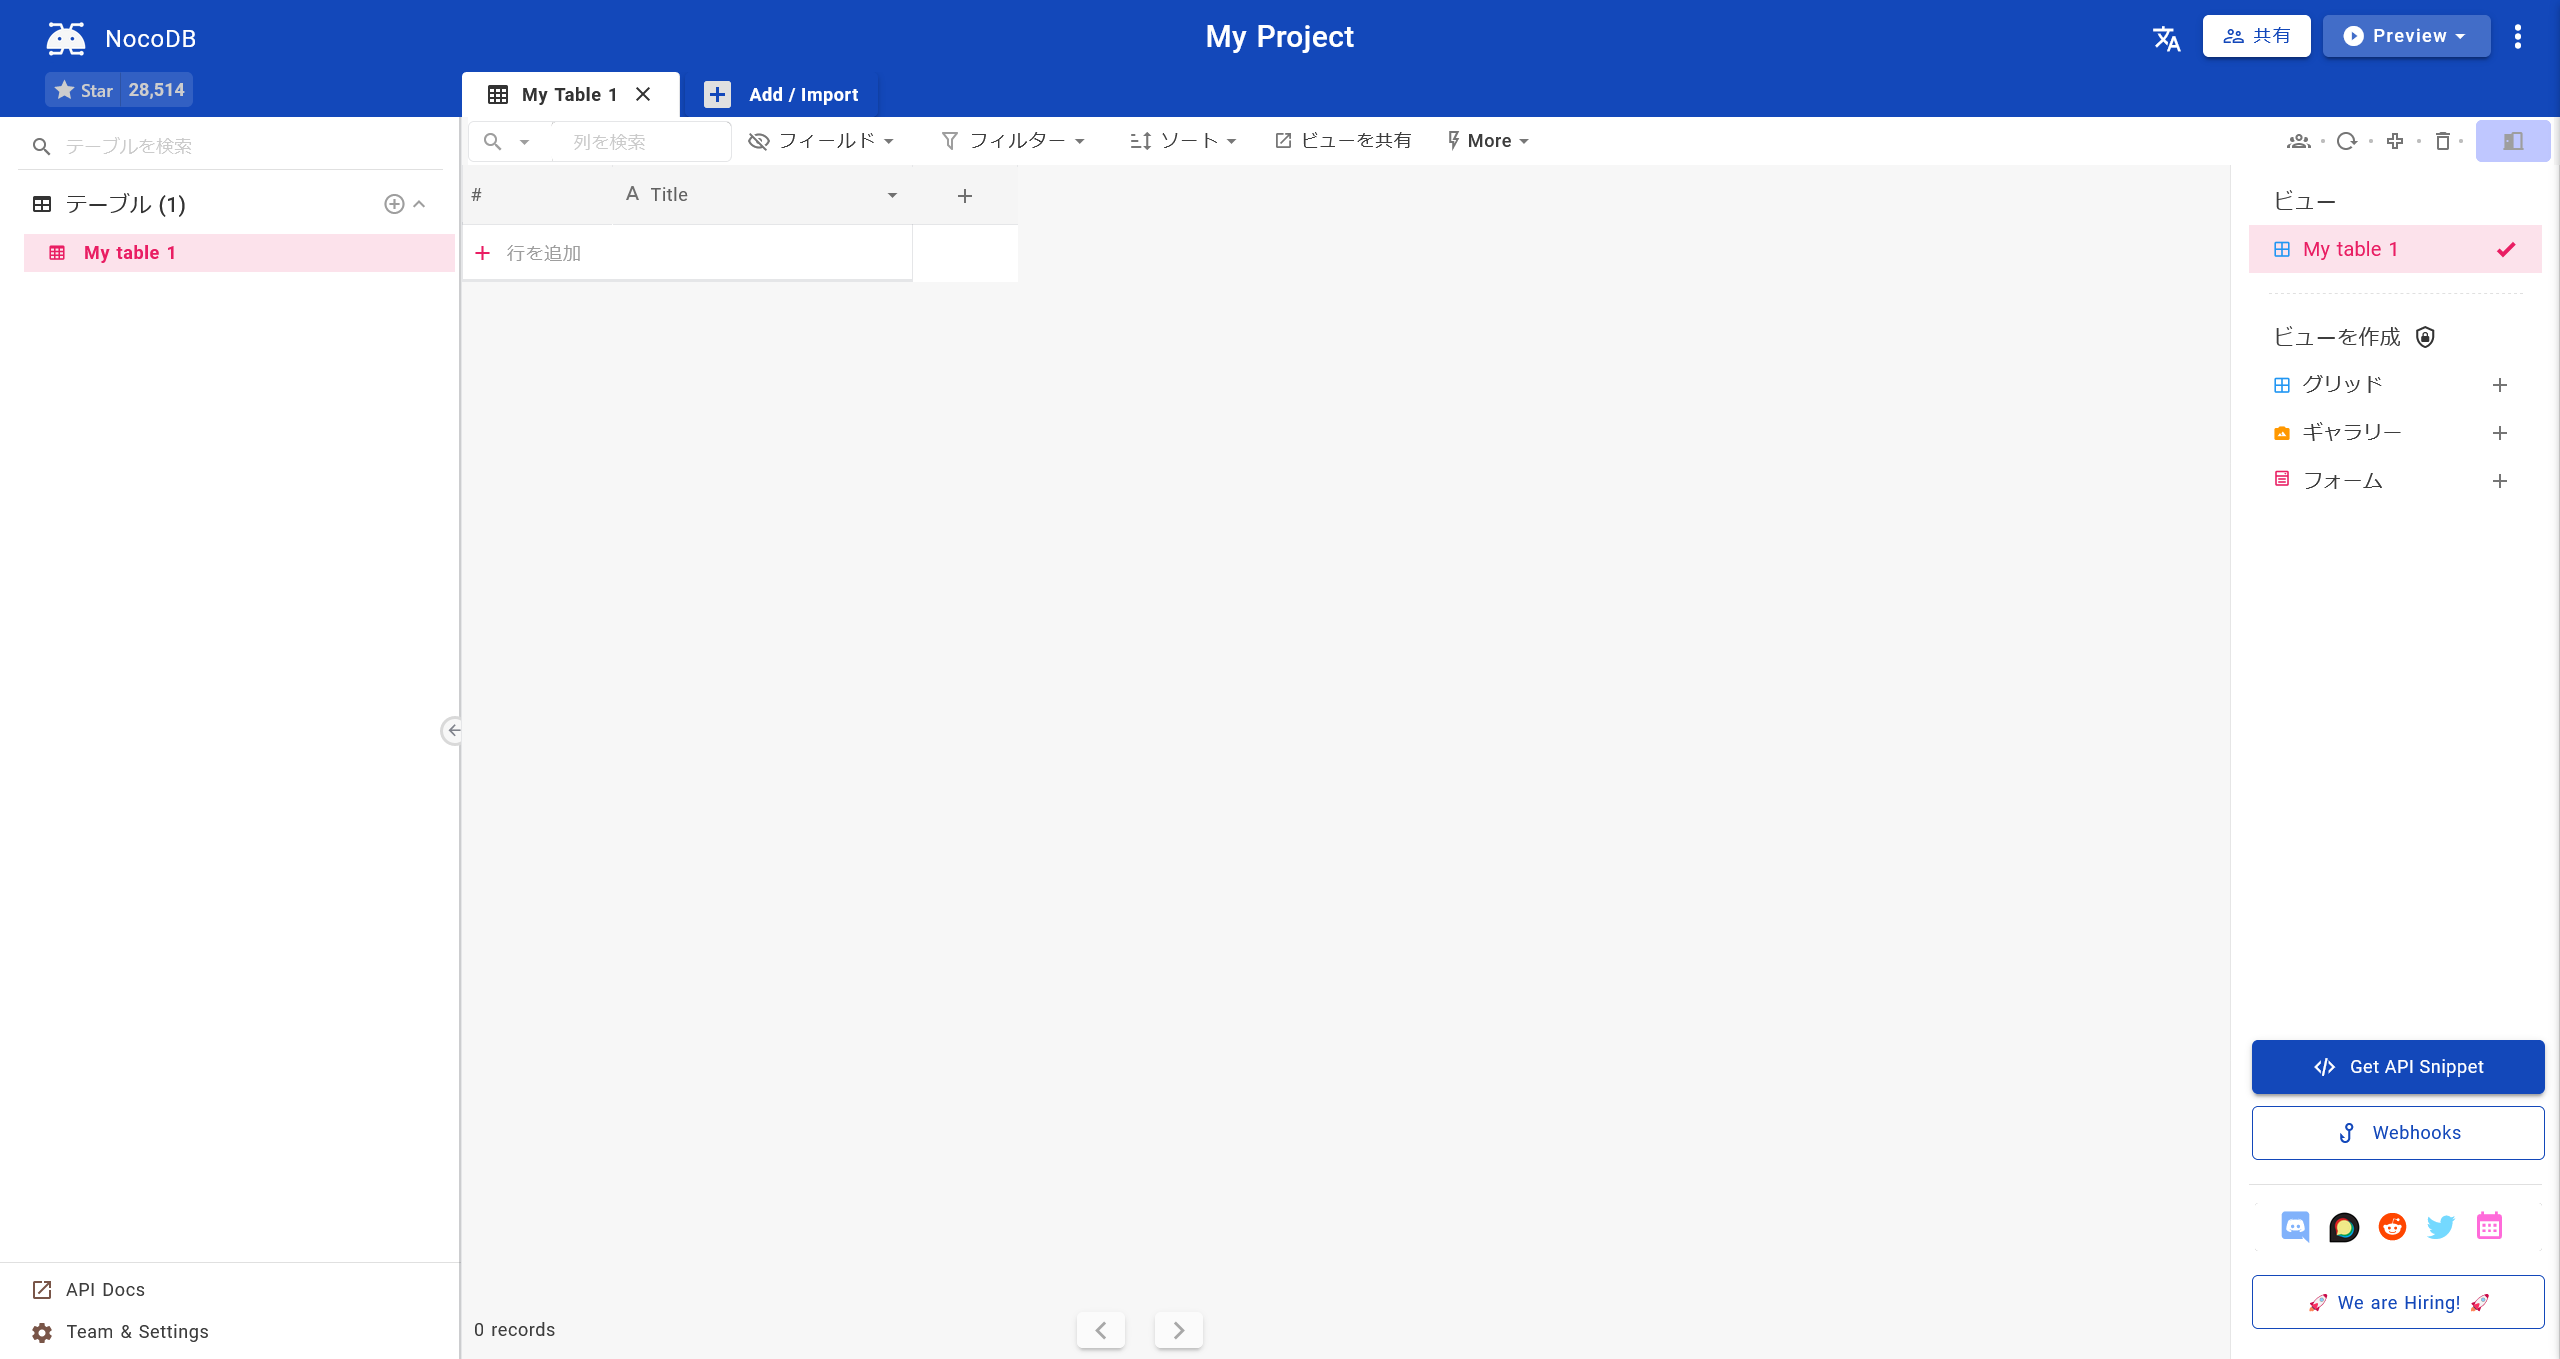 NocoDB
My Project
共有
Preview
Star 28,514
My Table 1
Add / Import
テーブルを検索
列を検索
フィールド
フィルター
ソート
ビューを共有
More
テーブル (1)
My table 1
# 
Title
行を追加
ビュー
My table 1
ビューを作成
グリッド
ギャラリー
フォーム
Get API Snippet
Webhooks
🚀 We are Hiring! 🚀
API Docs
Team & Settings
0 records